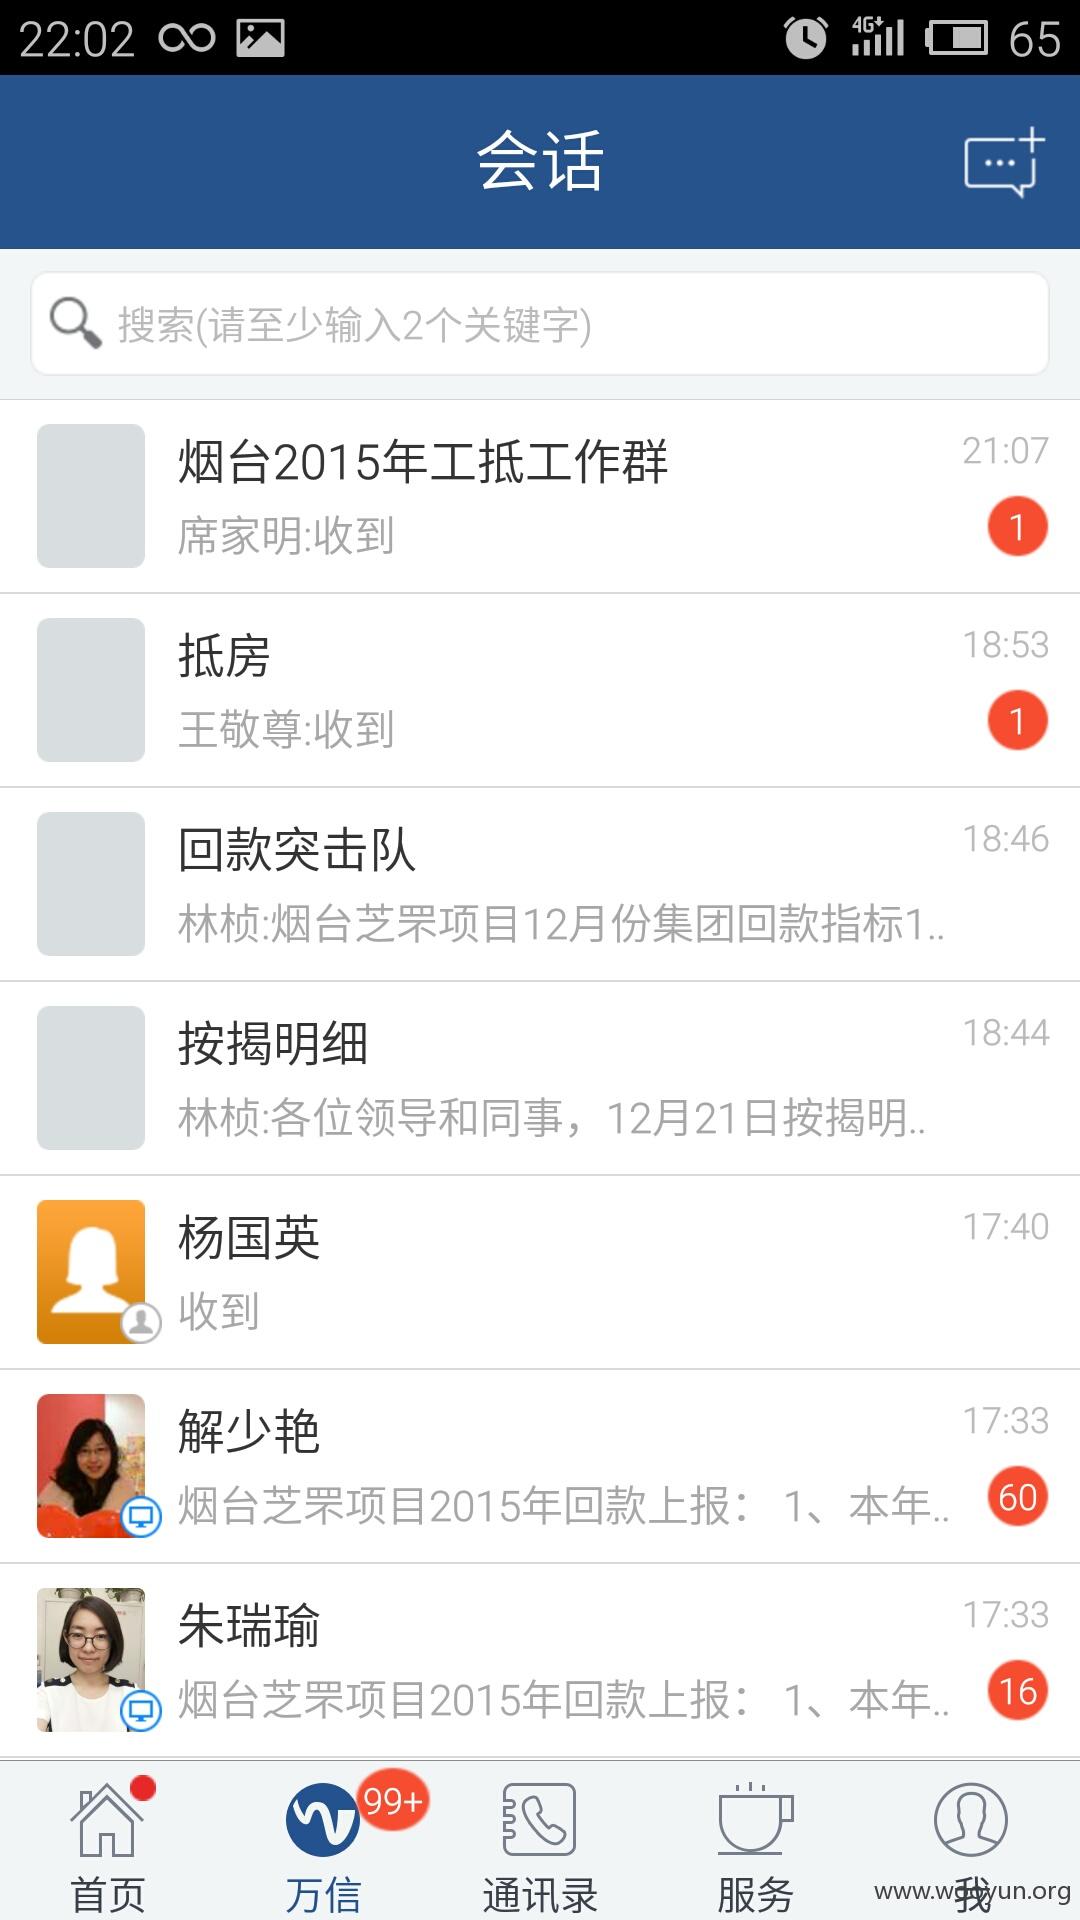 22:02 4G 65
会话
搜索(请至少输入2个关键字)
烟台2015年工抵工作群 21:07
席家明:收到 1
抵房 18:53
王敬尊:收到 1
回款突击队 18:46
林桢:烟台芝罘项目12月份集团回款指标1..
按揭明细 18:44
林桢:各位领导和同事，12月21日按揭明..
杨国英 17:40
收到
解少艳 17:33
烟台芝罘项目2015年回款上报： 1、本年.. 60
朱瑞瑜 17:33
烟台芝罘项目2015年回款上报： 1、本年.. 16
99+
首页 万信 通讯录 服务 我
www.wooyun.org